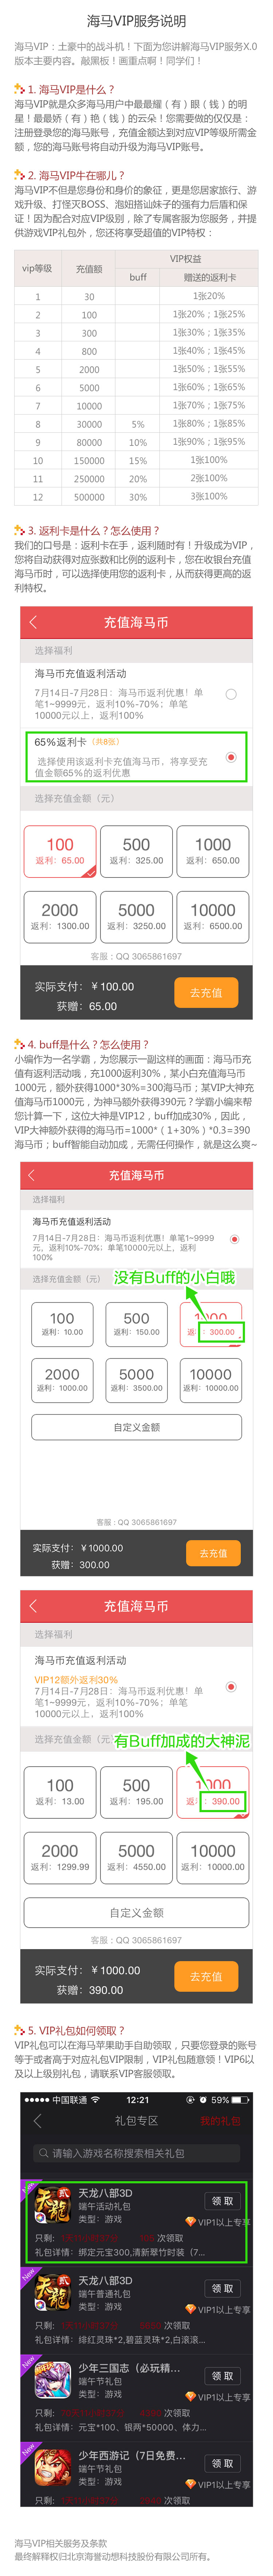 海马VIP服务说明
海马VIP：土豪中的战斗机！下面为您讲解海马VIP服务X.0
版本主要内容。敲黑板！画重点啊！同学们！
1. 海马VIP是什么？
海马VIP就是众多海马用户中最最耀（有）眼（钱）的明
星！最最娇（有）艳（钱）的云朵！您需要做的仅仅是：
注册登录您的海马账号，充值金额达到对应VIP等级所需金
额，您的海马账号将自动升级为海马VIP账号。
2. 海马VIP牛在哪儿？
海马VIP不但是您身份和身价的象征，更是您居家旅行、游
戏升级、打怪灭BOSS、泡妞搭讪妹子的强有力后盾和保
证！因为配合对应VIP级别，除了专属客服为您服务，并提
供游戏VIP礼包外，您还将享受超值的VIP特权：
vip等级 充值额 VIP权益
buff 赠送的返利卡
1 30 1张20%
2 100 1张20%；1张25%
3 300 1张30%；1张35%
4 800 1张40%；1张45%
5 2000 1张50%；1张55%
6 5000 1张60%；1张65%
7 10000 1张70%；1张75%
8 30000 5% 1张80%；1张85%
9 80000 10% 1张90%；1张95%
10 150000 15% 1张100%
11 250000 20% 2张100%
12 500000 30% 3张100%
3. 返利卡是什么？怎么使用？
我们的口号是：返利卡在手，返利随时有！升级成为VIP，
您将自动获得对应张数和比例的返利卡，您在收银台充值
海马币时，可以选择使用您的返利卡，从而获得更高的返
利特权。
充值海马币
选择福利
海马币充值返利活动
7月14日-7月28日：海马币返利优惠！单
笔1~9999元，返利10%-70%；单笔
10000元以上，返利100%
65%返利卡（共8张）
选择使用该返利卡充值海马币，将享受充
值金额65%的返利优惠
选择充值金额（元）
100 500 1000
返利：65.00 返利：325.00 返利：650.00
2000 5000 10000
返利：1300.00 返利：3250.00 返利：6500.00
客服：QQ 3065861697
实际支付：￥100.00
获赠：65.00
去充值
4. buff是什么？怎么使用？
小编作为一名学霸，为您展示一副这样的画面：海马币充
值有返利活动哦，充1000返利30%，某小白充值海马币
1000元，额外获得1000*30%=300海马币；某VIP大神充
值海马币1000元，为神马额外获得390元？学霸小编来帮
您计算一下，这位大神是VIP12，buff加成30%，因此，
VIP大神额外获得的海马币=1000*（1+30%）*0.3=390
海马币；buff智能自动加成，无需任何操作，就是这么爽~
充值海马币
选择福利
海马币充值返利活动
7月14日-7月28日：海马币返利优惠！单笔1~9999
元，返利10%-70%；单笔10000元以上，返利
100%
选择充值金额（元）
没有Buff的小白哦
100 500 1000
返利：10.00 返利：150.00 返利：300.00
2000 5000 10000
返利：1000.00 返利：3500.00 返利：10000.00
自定义金额
客服：QQ 3065861697
实际支付：￥1000.00
获赠：300.00
去充值
充值海马币
选择福利
海马币充值返利活动
VIP12额外返利30%
7月14日-7月28日：海马币返利优惠！单
笔1~9999元，返利10%-70%；单笔
10000元以上，返利100%
选择充值金额（元）
有Buff加成的大神泥
100 500 1000
返利：13.00 返利：195.00 返利：390.00
2000 5000 10000
返利：1299.99 返利：4550.00 返利：10000.00
自定义金额
客服：QQ 3065861697
实际支付：￥1000.00
获赠：390.00
去充值
5. VIP礼包如何领取？
VIP礼包可以在海马苹果助手自助领取，只要您登录的账号
等于或者高于对应礼包VIP限制，VIP礼包随意领！VIP6以
及以上级别礼包，请联系VIP客服领取。
中国联通 12:21 59%
礼包专区 我的礼包
请输入游戏名称搜索相关礼包
New
天龙八部3D
端午活动礼包
类型：游戏
领 取
VIP1以上专享
只剩： 次领取
礼包详情：绑定元宝300,清新翠竹时装（7...
New
天龙八部3D
端午普通礼包
类型：游戏
领 取
VIP1以上专享
只剩： 次领取
礼包详情：绯红灵珠*2,碧蓝灵珠*2,白滚滚...
New
少年三国志（必玩精...
端午节礼包
类型：游戏
领 取
VIP1以上专享
只剩： 次领取
礼包详情：元宝*100、银两*50000、体力...
New
少年西游记（7日免费...
端午节礼包
类型：游戏
领 取
VIP1以上专享
只剩： 次领取
海马VIP相关服务及条款
最终解释权归北京海誉动想科技股份有限公司所有。